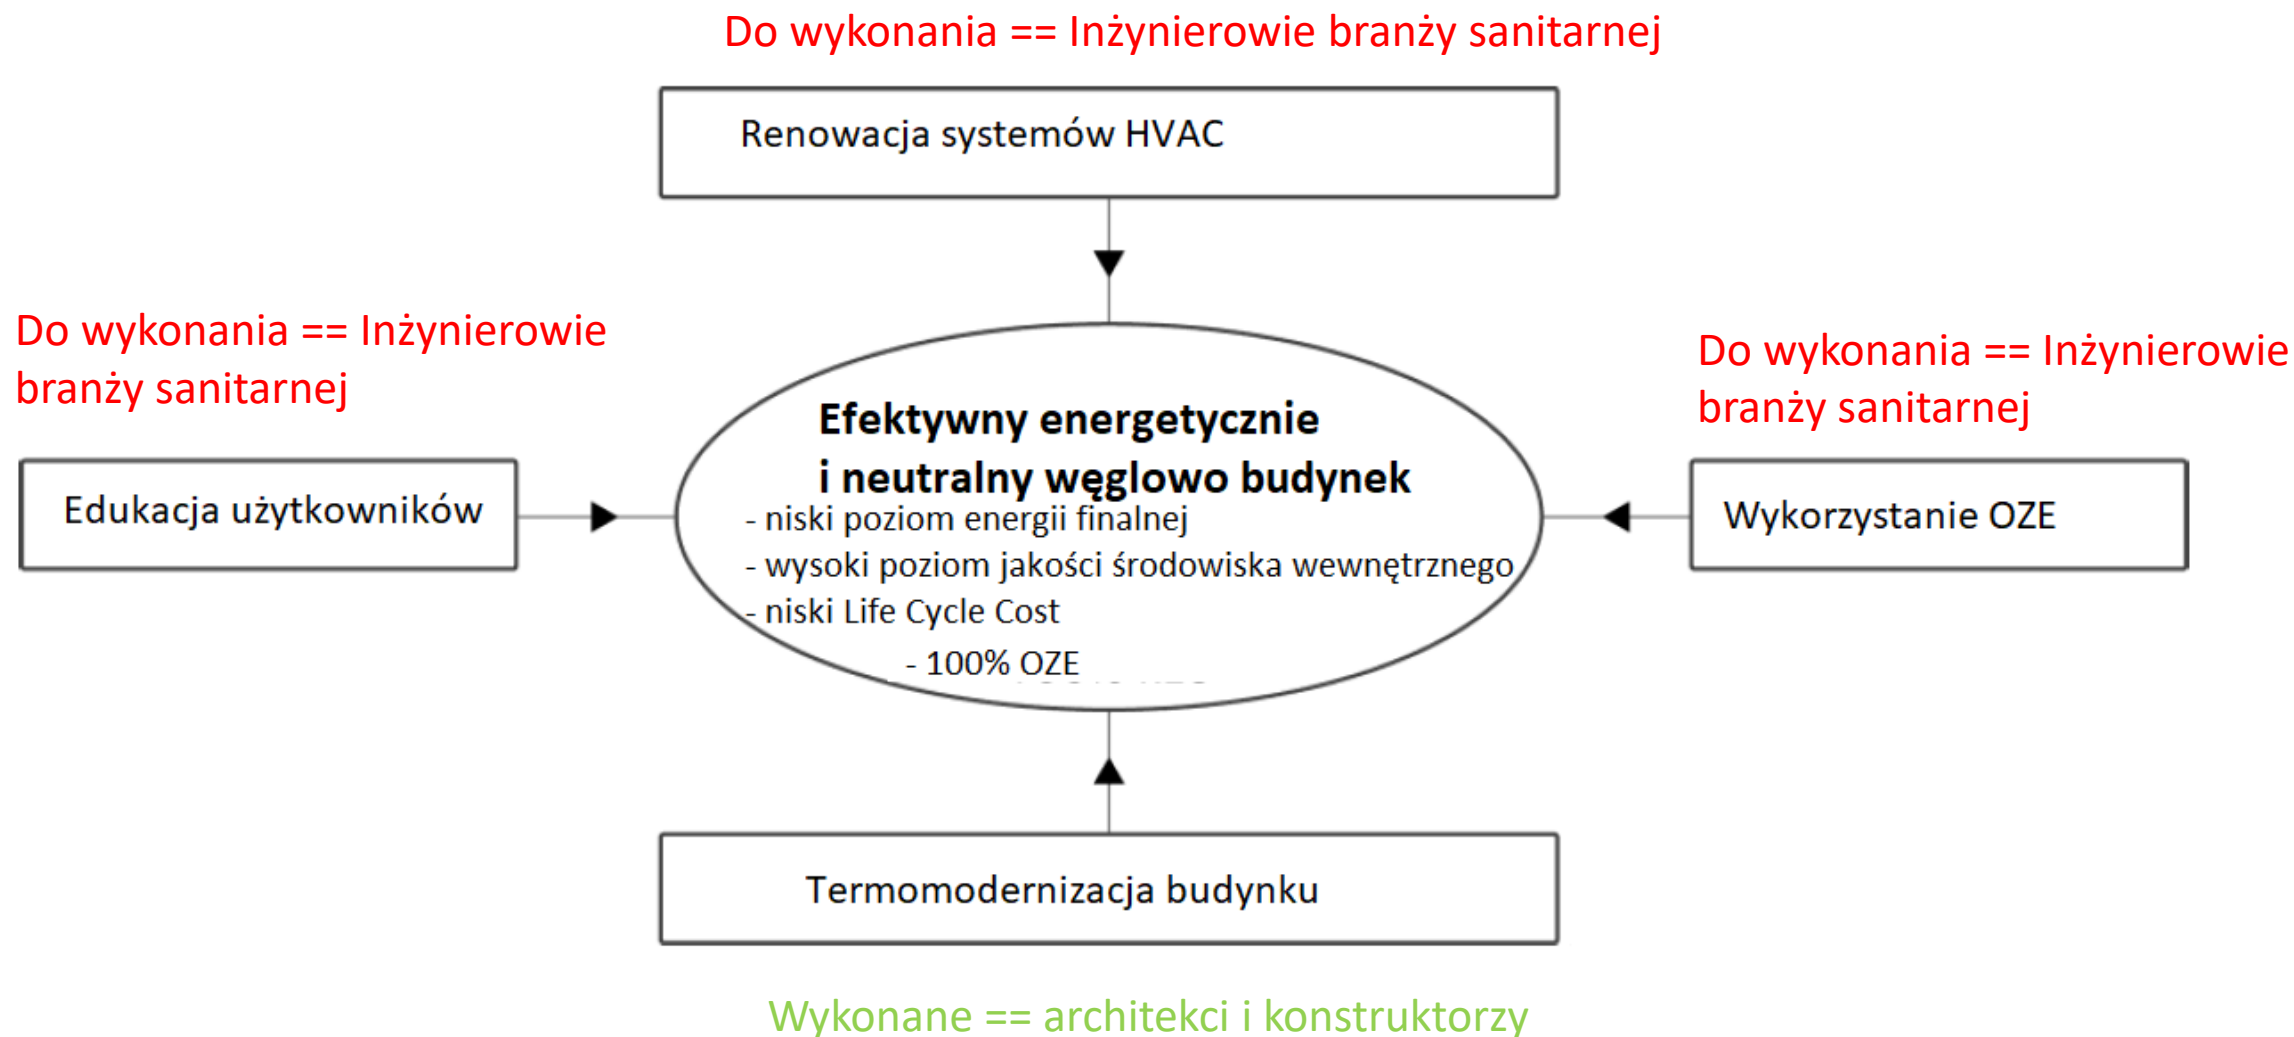 Do wykonania == Inżynierowie branży sanitarnej
Renowacja systemów HVAC
Do wykonania == Inżynierowie
branży sanitarnej
Do wykonania == Inżynierowie
branży sanitarnej
Edukacja użytkowników
Efektywny energetycznie
i neutralny węglowo budynek
- niski poziom energii finalnej
- wysoki poziom jakości środowiska wewnętrznego
- niski Life Cycle Cost
- 100% OZE
Wykorzystanie OZE
Termomodernizacja budynku
Wykonane == architekci i konstruktorzy